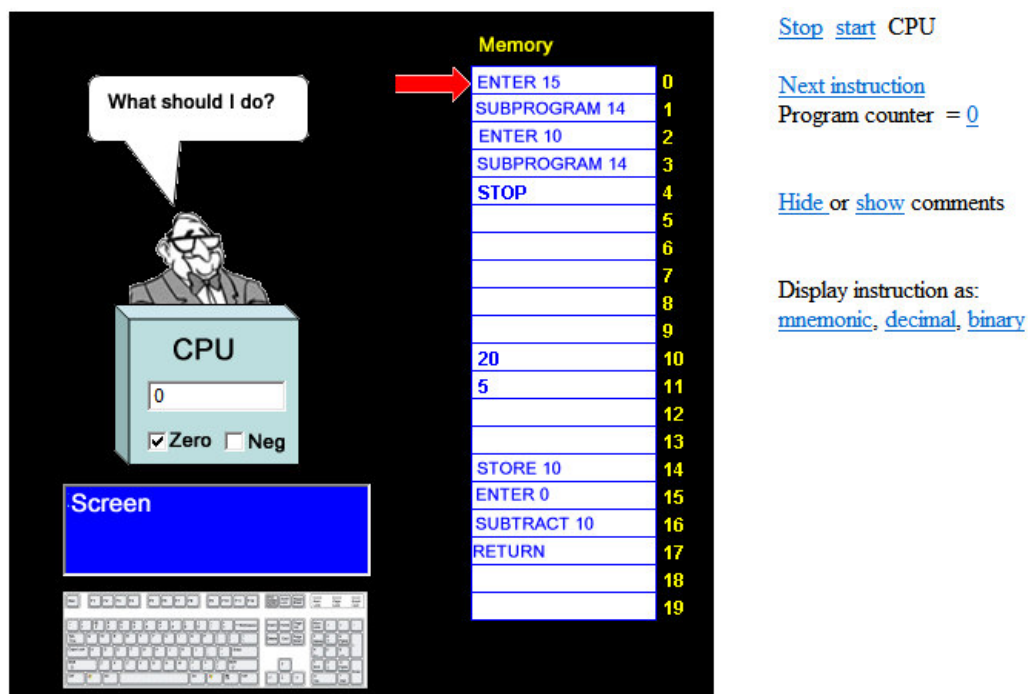 Memory
What should I do?
ENTER 15 0
SUBPROGRAM 14 1
ENTER 10 2
SUBPROGRAM 14 3
STOP 4
5
6
7
8
9
20 10
5 11
12
13
STORE 10 14
ENTER 0 15
SUBTRACT 10 16
RETURN 17
18
19
CPU
0
Zero Neg
Screen
Stop start CPU
Next instruction
Program counter = 0
Hide or show comments
Display instruction as:
mnemonic, decimal, binary